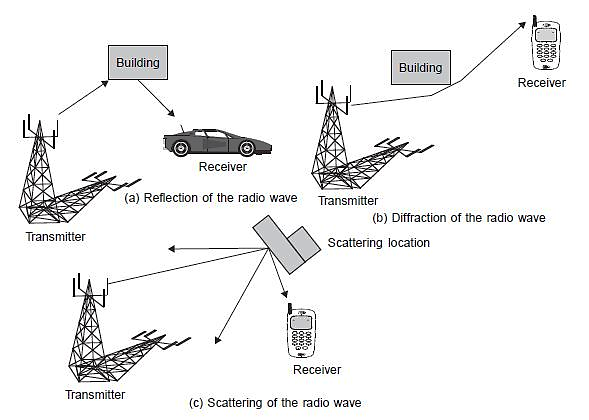 Building
Receiver
Transmitter
(a) Reflection of the radio wave
Building
Receiver
Transmitter
(b) Diffraction of the radio wave
Scattering location
Receiver
Transmitter
(c) Scattering of the radio wave